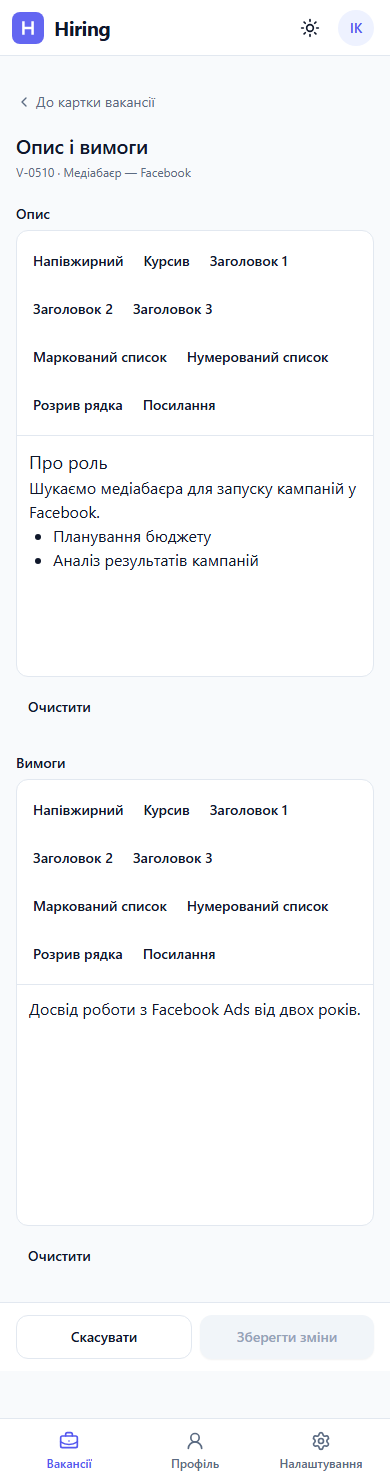 H Hiring ІК
До картки вакансії
Опис і вимоги
V-0510 · Медіабаєр — Facebook
Опис
Напівжирний Курсив Заголовок 1
Заголовок 2 Заголовок 3
Маркований список Нумерований список
Розрив рядка Посилання
Про роль
Шукаємо медіабаєра для запуску кампаній у
Facebook.
• Планування бюджету
• Аналіз результатів кампаній
Очистити
Вимоги
Напівжирний Курсив Заголовок 1
Заголовок 2 Заголовок 3
Маркований список Нумерований список
Розрив рядка Посилання
Досвід роботи з Facebook Ads від двох років.
Очистити
Скасувати Зберегти зміни
Вакансії Профіль Налаштування